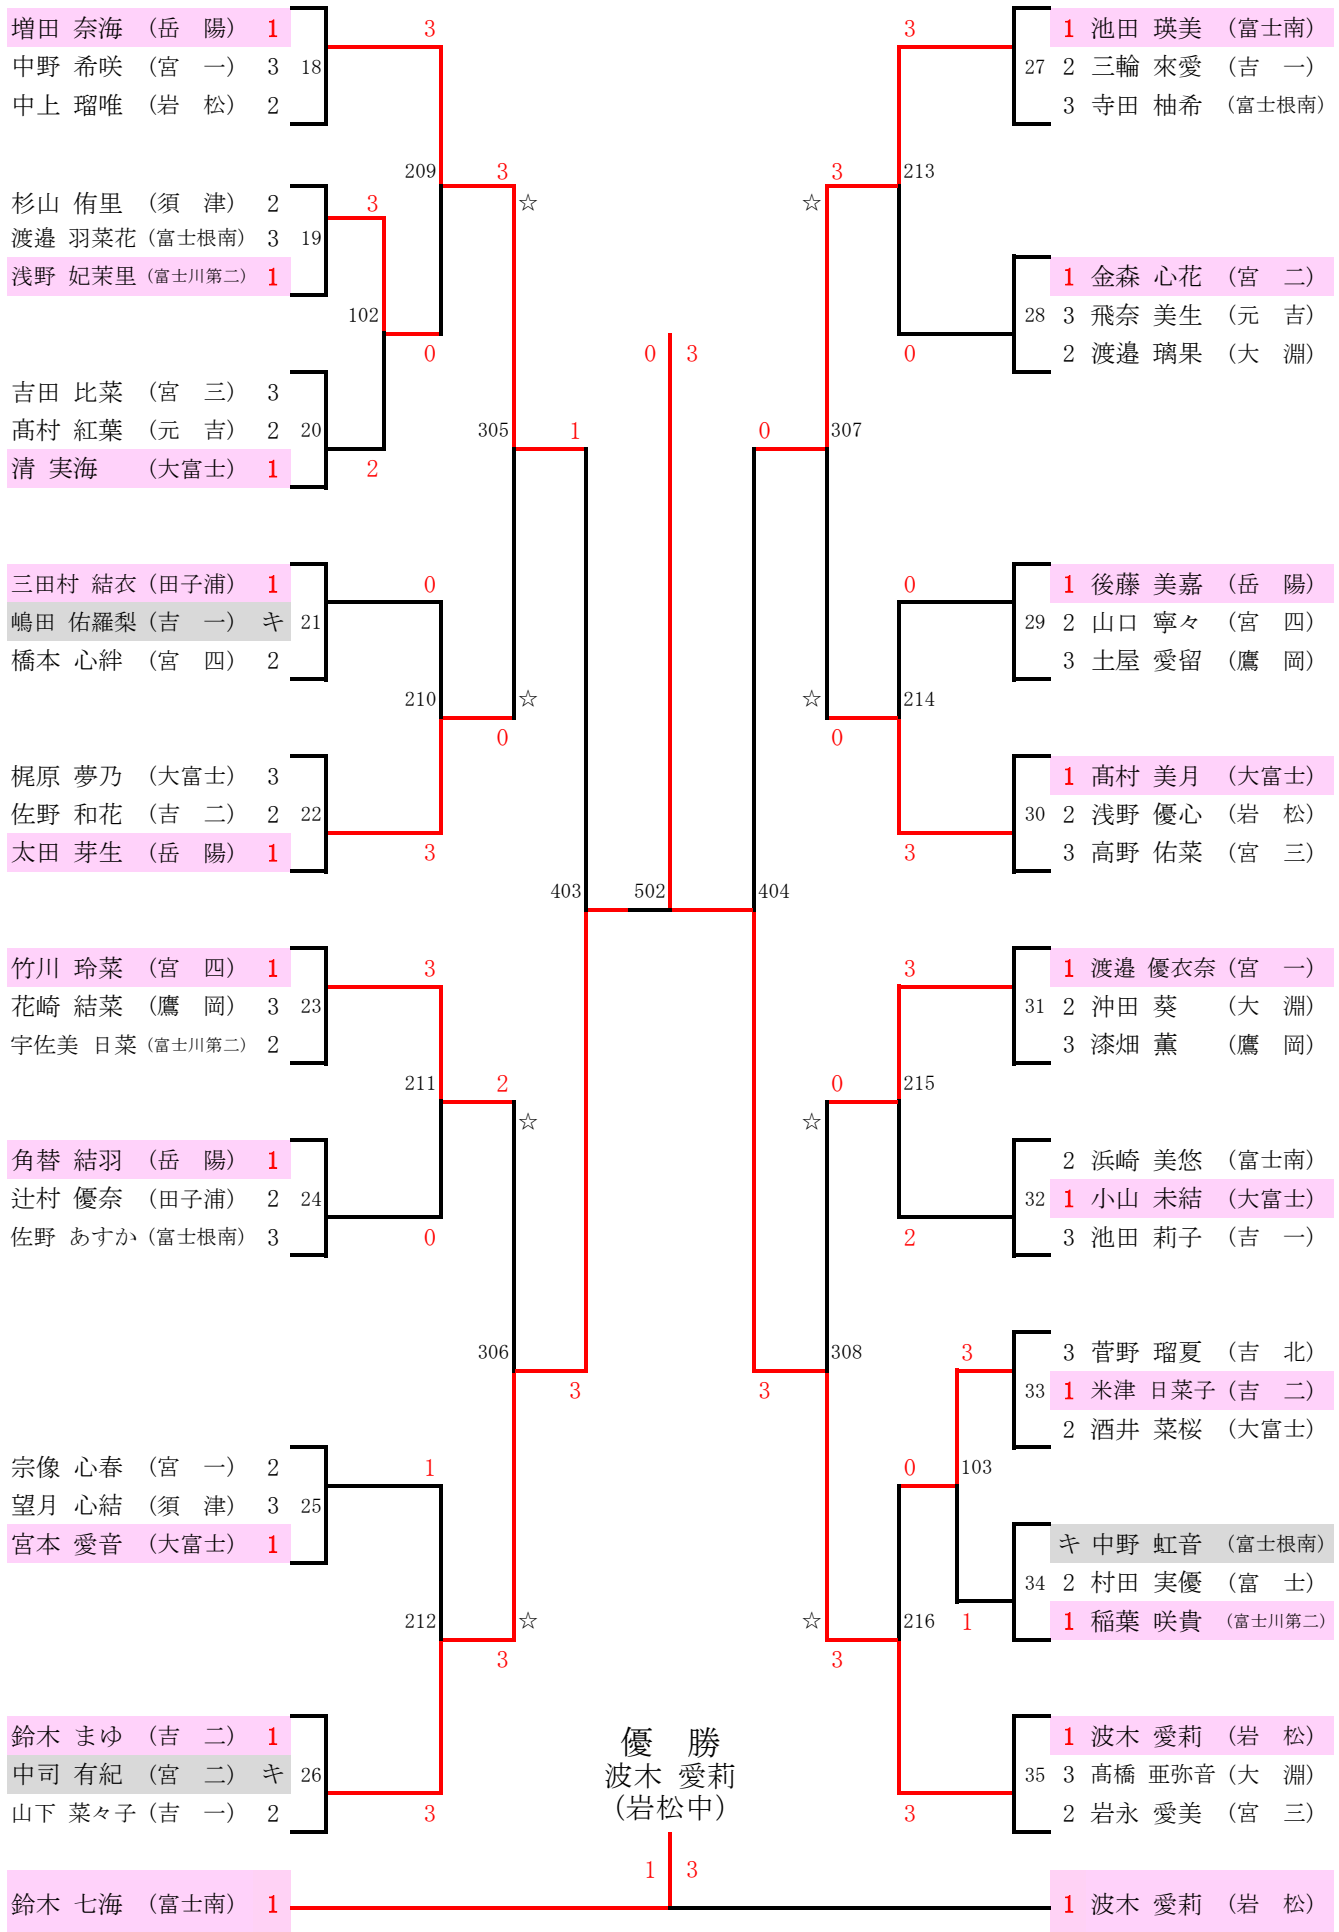 増田 奈海 (岳 陽) 1
中野 希咲 (宮 一) 3
中上 瑠唯 (岩 松) 2
18
3
杉山 侑里 (須 津) 2
渡邉 羽菜花 (富士根南) 3
浅野 妃茉里 (富士川第二) 1
19
3
209
3
☆
102
0
吉田 比菜 (宮 三) 3
髙村 紅葉 (元 吉) 2
清 実海 (大富士) 1
20
2
305
1
三田村 結衣 (田子浦) 1
嶋田 佑羅梨 (吉 一) キ
橋本 心絆 (宮 四) 2
21
0
210
☆
0
梶原 夢乃 (大富士) 3
佐野 和花 (吉 二) 2
太田 芽生 (岳 陽) 1
22
3
403
竹川 玲菜 (宮 四) 1
花崎 結菜 (鷹 岡) 3
宇佐美 日菜 (富士川第二) 2
23
3
211
2
☆
角替 結羽 (岳 陽) 1
辻村 優奈 (田子浦) 2
佐野 あすか (富士根南) 3
24
0
306
3
宗像 心春 (宮 一) 2
望月 心結 (須 津) 3
宮本 愛音 (大富士) 1
25
1
212
☆
3
鈴木 まゆ (吉 二) 1
中司 有紀 (宮 二) キ
山下 菜々子 (吉 一) 2
26
3
0 3
502
1 池田 瑛美 (富士南)
2 三輪 來愛 (吉 一)
3 寺田 柚希 (富士根南)
27
3
213
3
☆
1 金森 心花 (宮 二)
3 飛奈 美生 (元 吉)
2 渡邉 璃果 (大 淵)
28
0
307
0
1 後藤 美嘉 (岳 陽)
2 山口 寧々 (宮 四)
3 土屋 愛留 (鷹 岡)
29
0
214
☆
0
1 髙村 美月 (大富士)
2 浅野 優心 (岩 松)
3 高野 佑菜 (宮 三)
30
3
404
1 渡邉 優衣奈 (宮 一)
2 沖田 葵 (大 淵)
3 漆畑 薫 (鷹 岡)
31
3
215
0
☆
2 浜崎 美悠 (富士南)
1 小山 未結 (大富士)
3 池田 莉子 (吉 一)
32
2
308
3
3 菅野 瑠夏 (吉 北)
1 米津 日菜子 (吉 二)
2 酒井 菜桜 (大富士)
33
3
0
103
キ 中野 虹音 (富士根南)
2 村田 実優 (富 士)
1 稲葉 咲貴 (富士川第二)
34
1
216
☆
3
1 波木 愛莉 (岩 松)
3 髙橋 亜弥音 (大 淵)
2 岩永 愛美 (宮 三)
35
3
優 勝
波木 愛莉
(岩松中)
1 3
鈴木 七海 (富士南) 1
1 波木 愛莉 (岩 松)